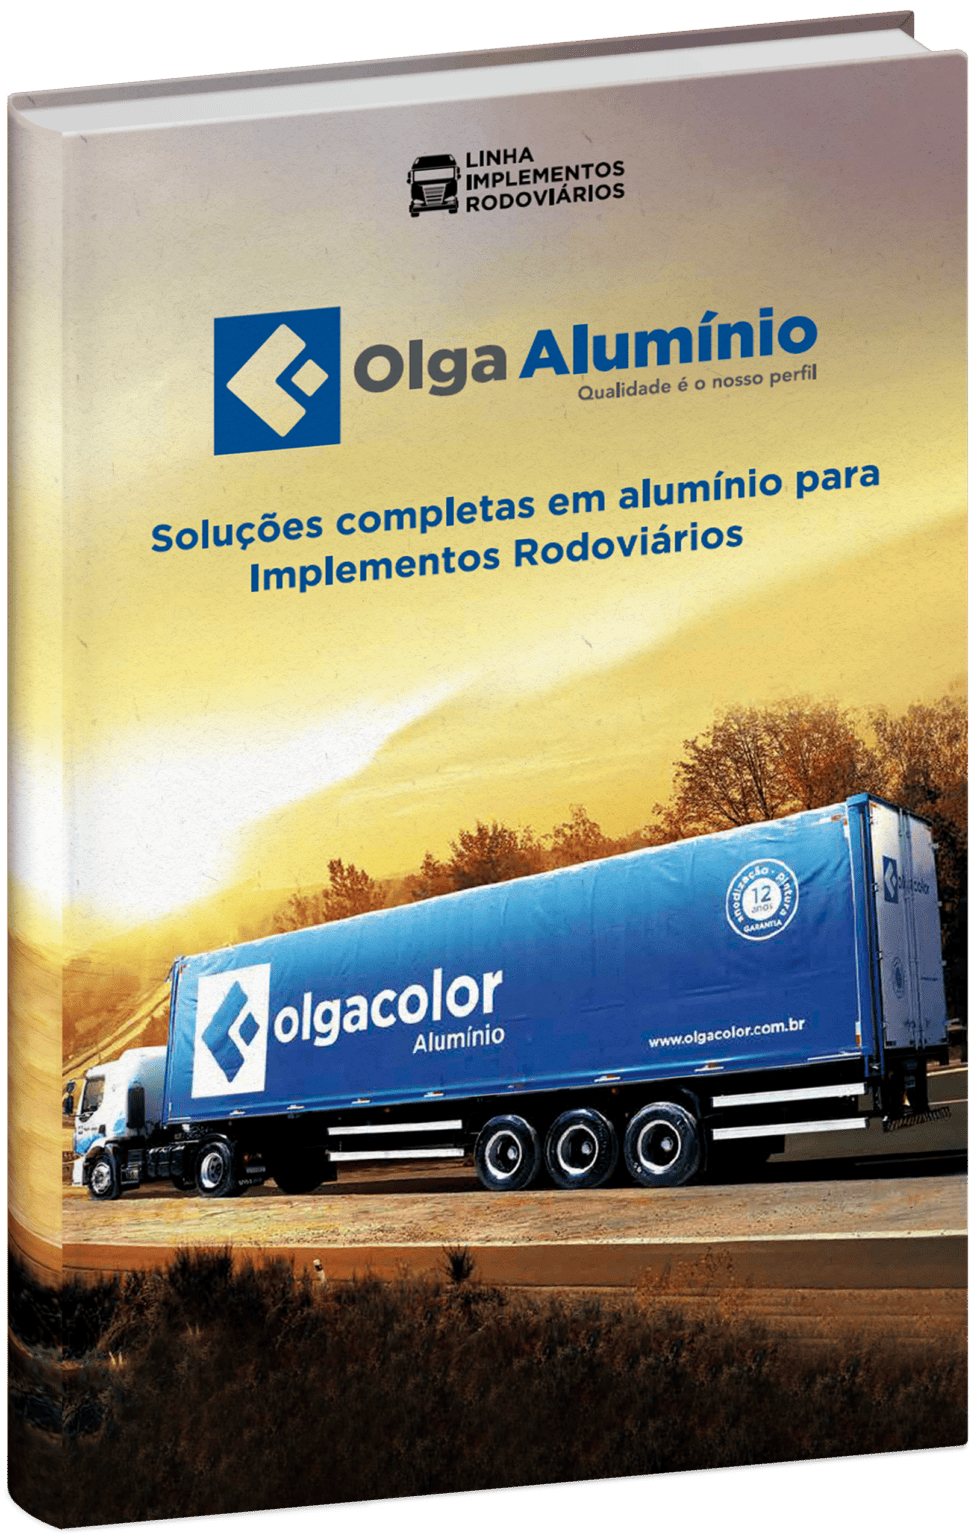 LINHA
IMPLEMENTOS
RODOVIÁRIOS
Olga Alumínio
Qualidade é o nosso perfil
Soluções completas em alumínio para
Implementos Rodoviários
anodização · pintura
12
anos
GARANTIA
olgacolor
olgacolor
Alumínio
www.olgacolor.com.br